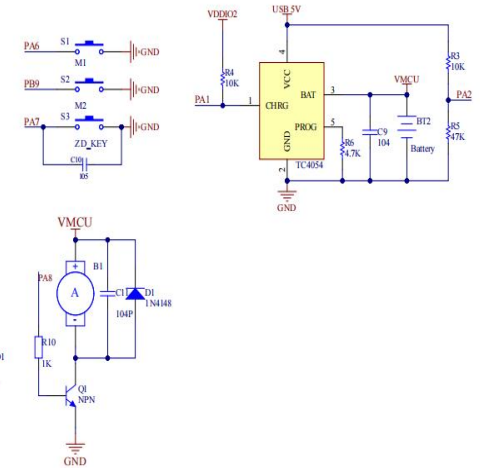 PA6
S1
M1
GND
PB9
S2
M2
GND
PA7
S3
ZD_KEY
GND
C10
105
VDDIO2
USB 5V
R4
10K
PA1
1
CHRG
4
VCC
BAT
3
PROG
5
GND
2
TC4054
GND
R6
4.7K
C9
104
VMCU
BT2
Battery
R3
10K
PA2
R5
47K
VMCU
PA8
+
B1
A
-
C1
104P
D1
1N4148
R10
1K
Q1
NPN
GND